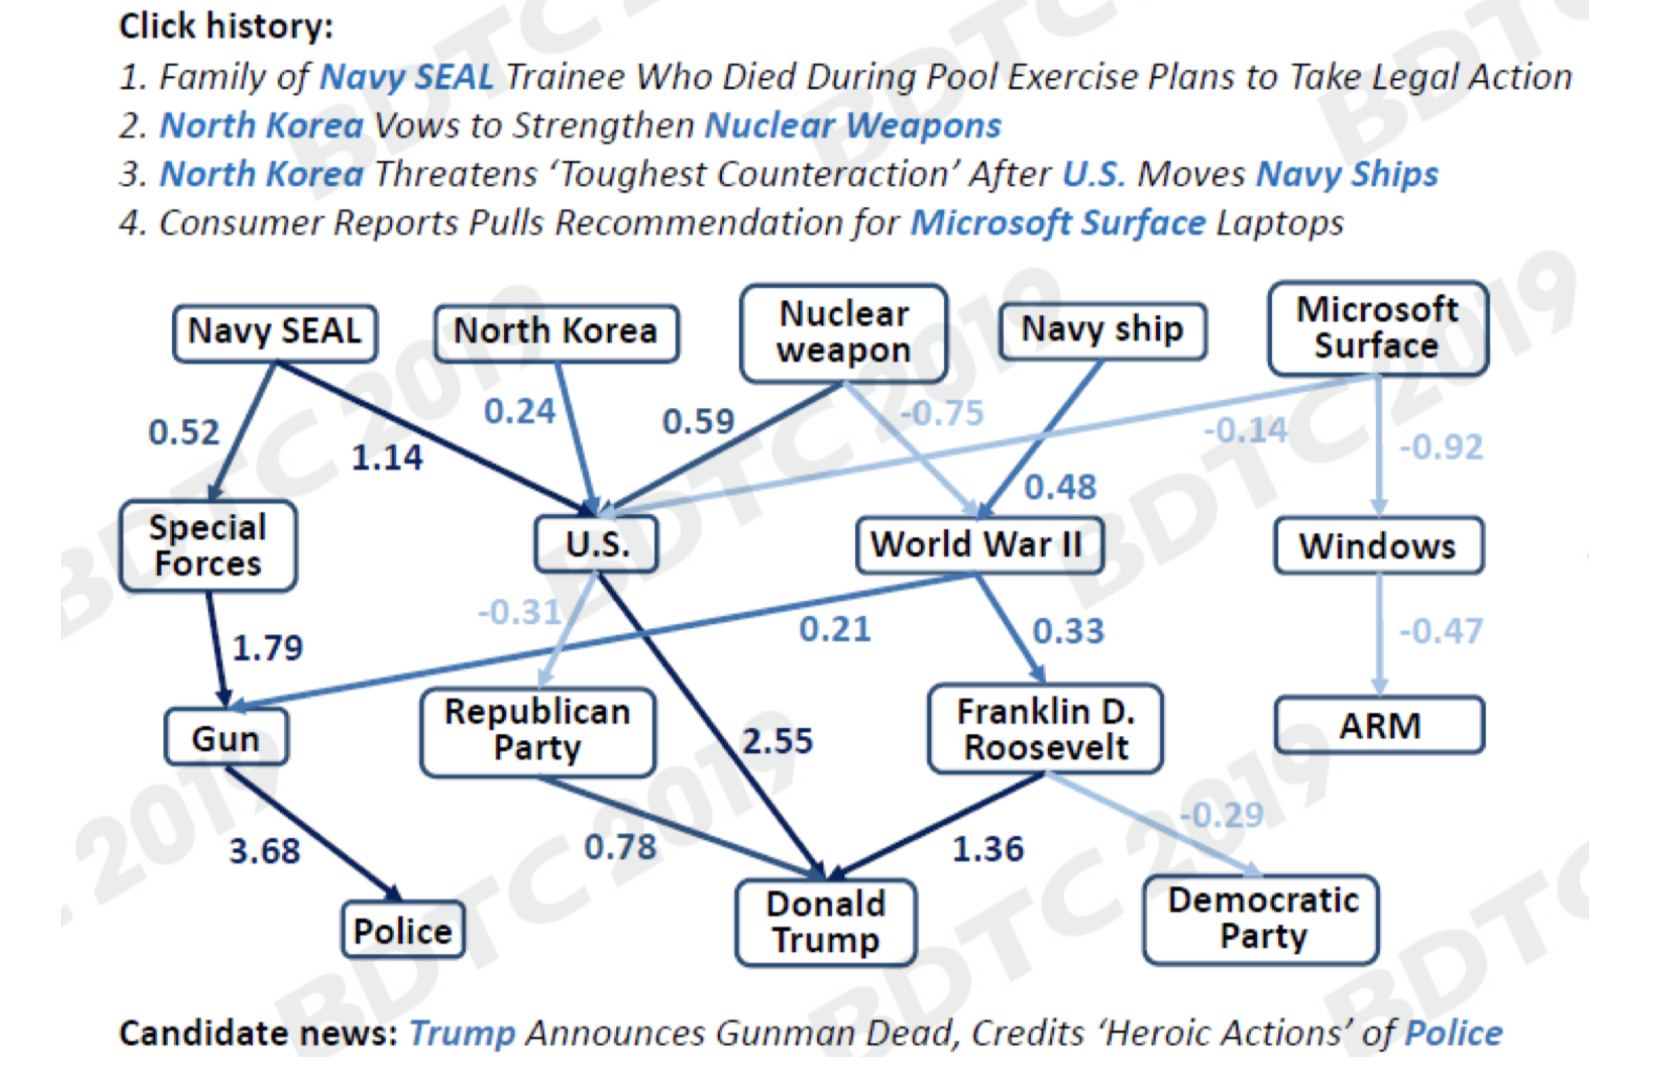 Click history:
1. Family of Navy SEAL Trainee Who Died During Pool Exercise Plans to Take Legal Action
2. North Korea Vows to Strengthen Nuclear Weapons
3. North Korea Threatens ‘Toughest Counteraction’ After U.S. Moves Navy Ships
4. Consumer Reports Pulls Recommendation for Microsoft Surface Laptops
Navy SEAL
North Korea
Nuclear
weapon
Navy ship
Microsoft
Surface
0.52
1.14
0.24
0.59
-0.75
0.48
-0.14
-0.92
Special
Forces
U.S.
World War II
Windows
1.79
-0.31
0.21
0.33
-0.47
Gun
Republican
Party
2.55
Franklin D.
Roosevelt
ARM
3.68
0.78
1.36
-0.29
Police
Donald
Trump
Democratic
Party
Candidate news: Trump Announces Gunman Dead, Credits ‘Heroic Actions’ of Police
BDTC 2019